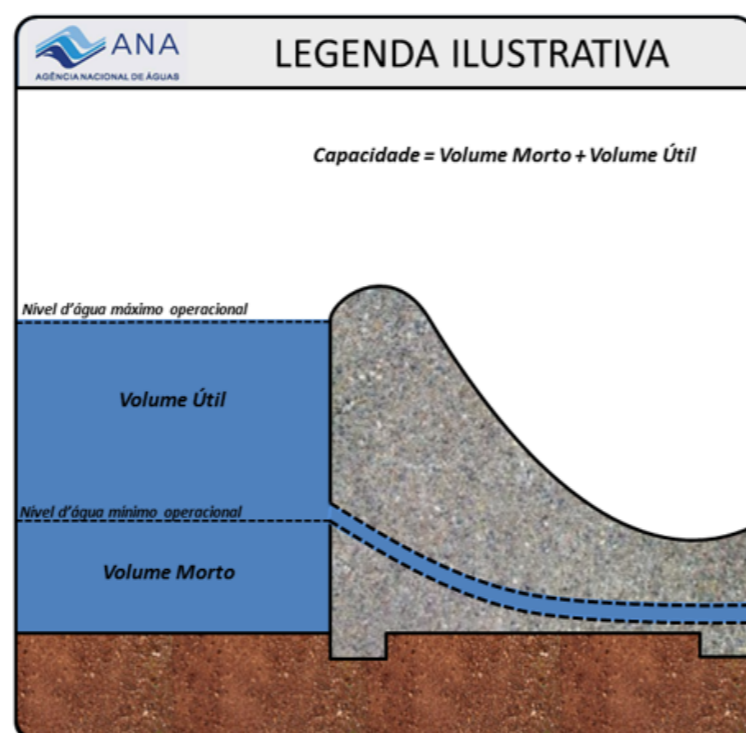 ANA
AGÊNCIA NACIONAL DE ÁGUAS
LEGENDA ILUSTRATIVA
Capacidade = Volume Morto + Volume Útil
Nível d'água máximo operacional
Volume Útil
Nível d'água mínimo operacional
Volume Morto